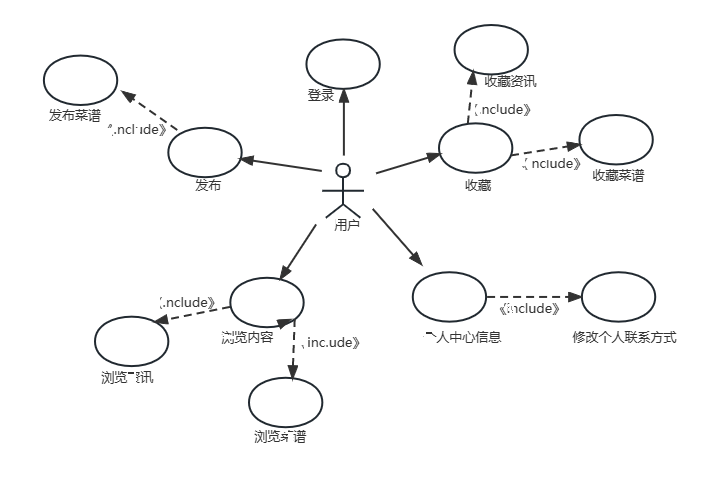 收藏资讯
登录
发布菜谱
《include》
《include》
发布
收藏
《include》
收藏菜谱
用户
《include》
《include》
浏览内容
《include》
个人中心信息
修改个人联系方式
浏览资讯
浏览菜谱